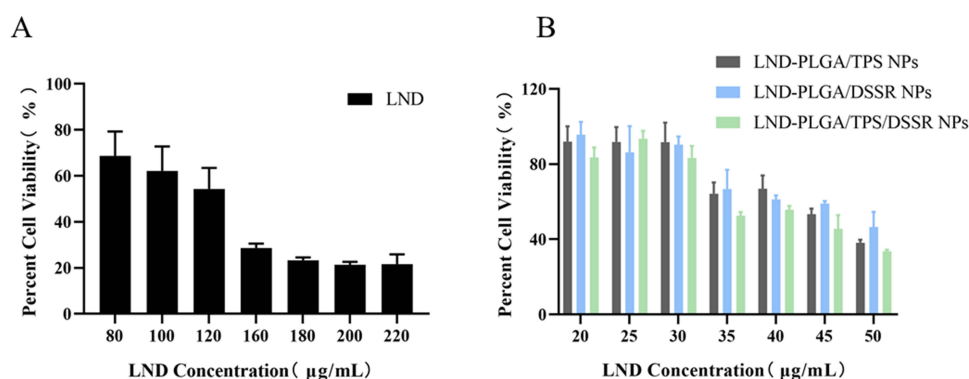 A
Percent Cell Viability( %)
100
80
60
40
20
0
LND
80 100 120 160 180 200 220
LND Concentration( μg/mL)
B
Percent Cell Viability( %)
120
80
40
0
LND-PLGA/TPS NPs
LND-PLGA/DSSR NPs
LND-PLGA/TPS/DSSR NPs
20 25 30 35 40 45 50
LND Concentration( μg/mL)